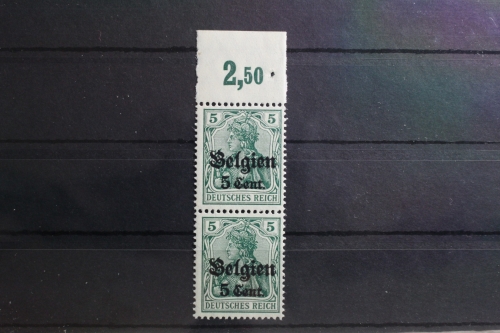 2,50
5 5
Belgien
5 Cent.
DEUTSCHES REICH
5 5
Belgien
5 Cent.
DEUTSCHES REICH